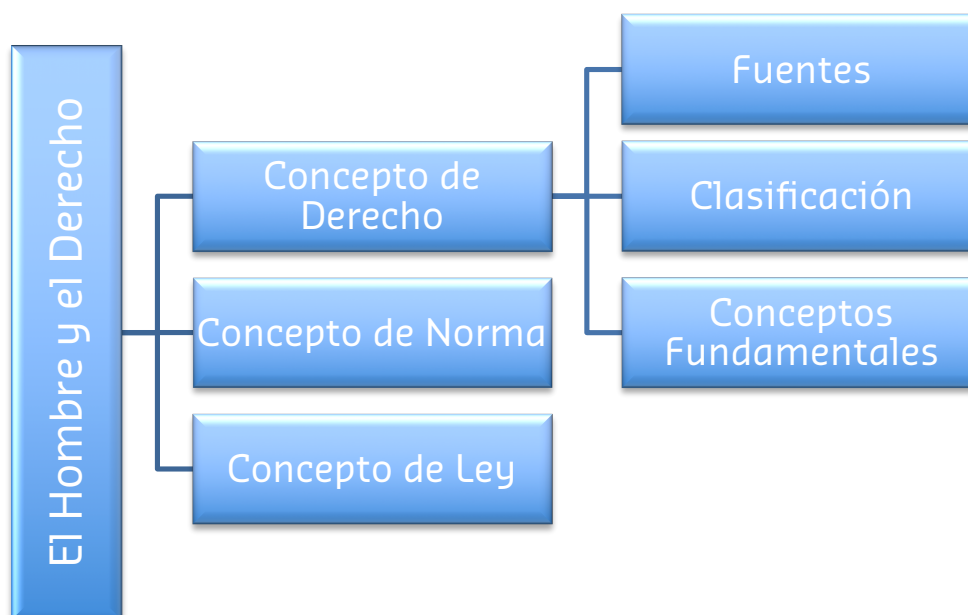 El Hombre y el Derecho
Concepto de
Derecho
Concepto de Norma
Concepto de Ley
Fuentes
Clasificación
Conceptos
Fundamentales